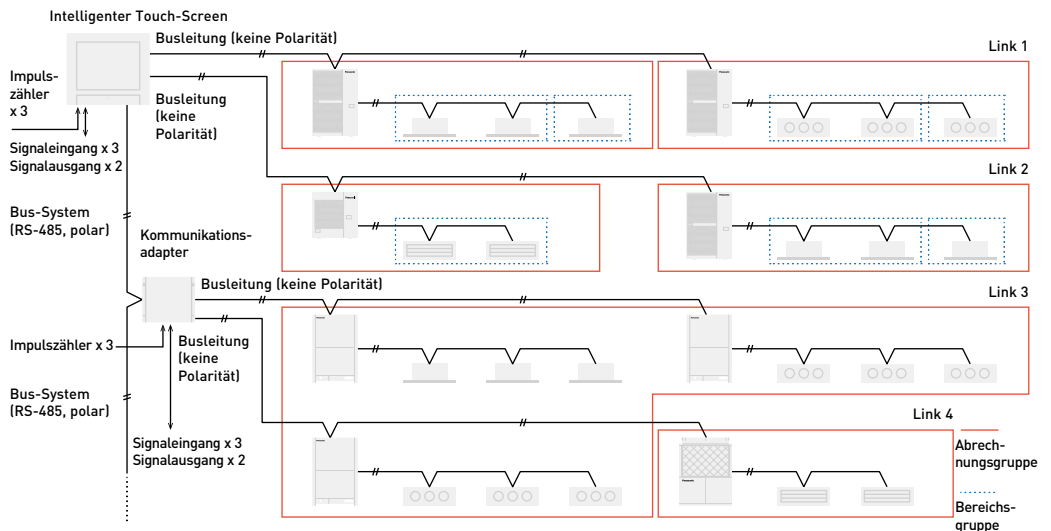 Intelligenter Touch-Screen
Busleitung (keine Polarität)
Link 1
Impuls-
zähler
x 3
Busleitung
(keine
Polarität)
Signaleingang x 3
Signalausgang x 2
Link 2
Bus-System
(RS-485, polar)
Kommunikations-
adapter
Busleitung (keine Polarität)
Link 3
Impulszähler x 3
Busleitung
(keine
Polarität)
Bus-System
(RS-485, polar)
Link 4
Signaleingang x 3
Signalausgang x 2
Abrech-
nungsgruppe
Bereichs-
gruppe